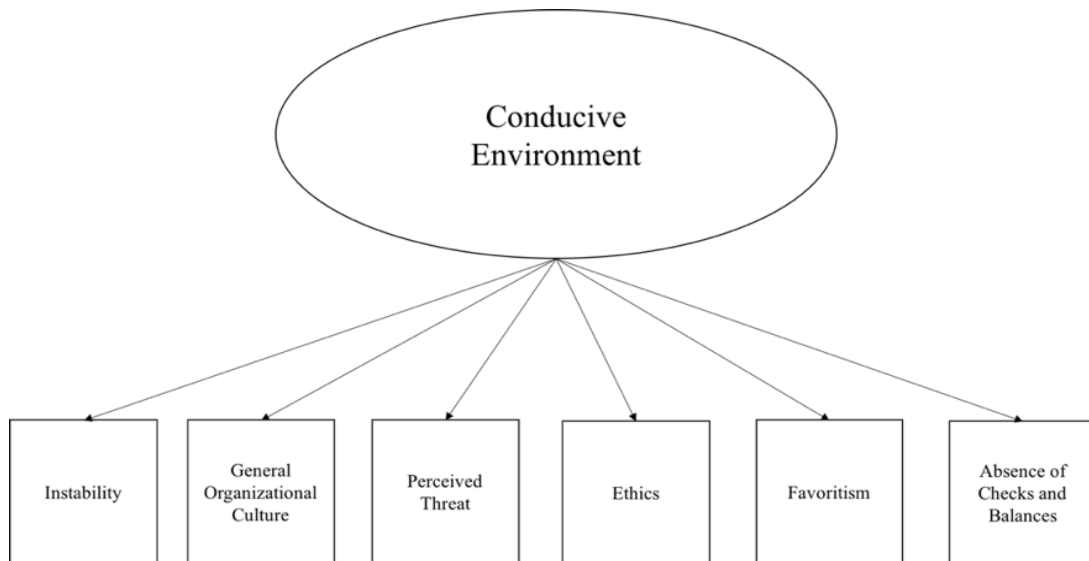 Conducive
Environment
Instability
General
Organizational
Culture
Perceived
Threat
Ethics
Favoritism
Absence of
Checks and
Balances